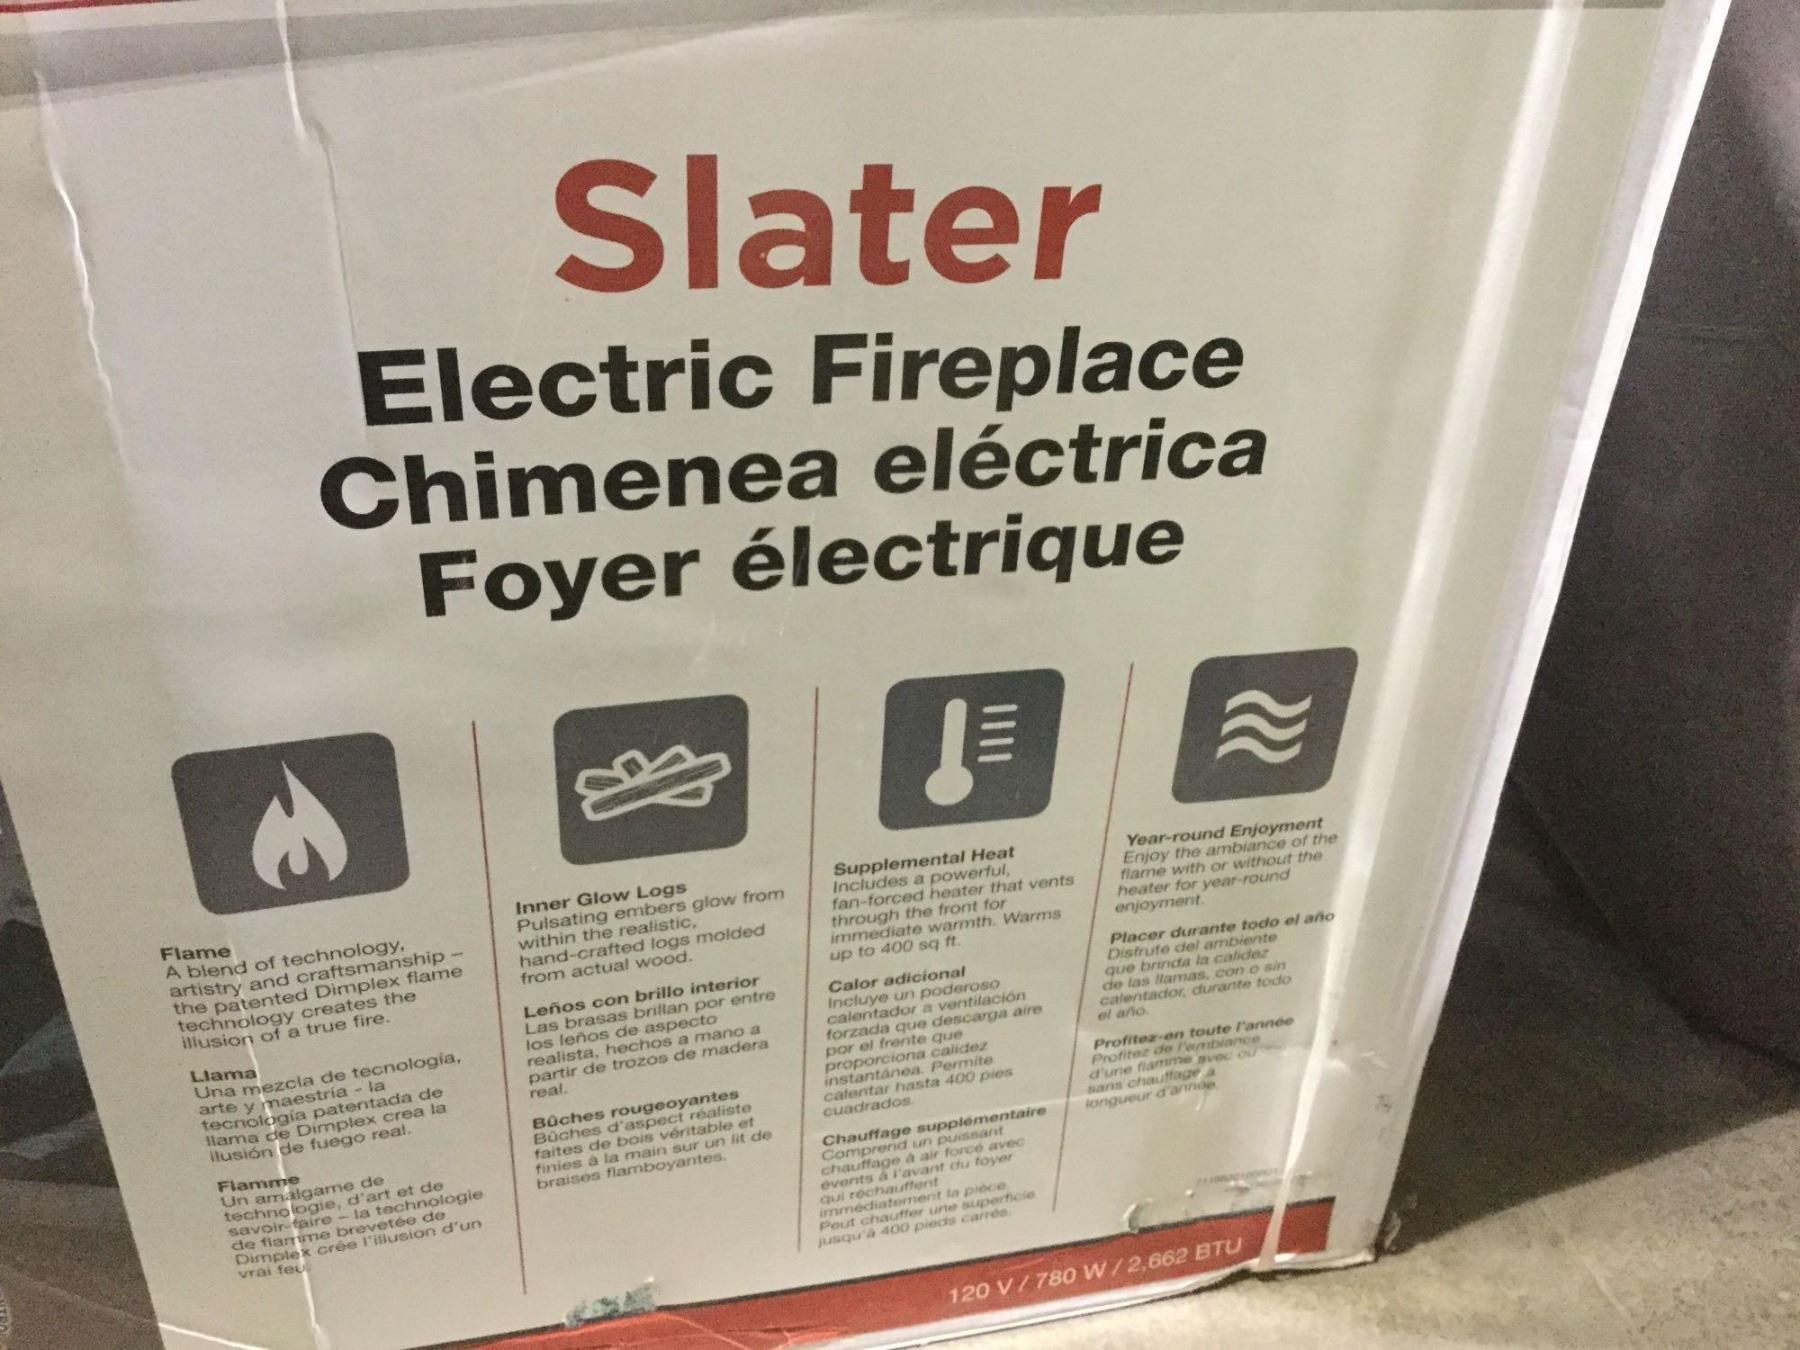 Slater
Electric Fireplace
Chimenea eléctrica
Foyer électrique
Flame
A blend of technology,
artistry and craftsmanship –
the patented Dimplex flame
technology creates the
illusion of a true fire.
Llama
Una mezcla de tecnología,
arte y maestría - la
tecnología patentada de
llama de Dimplex crea la
ilusión de fuego real.
Flamme
Un amalgame de
technologie, d'art et de
savoir-faire – la technologie
de flamme brevetée de
Dimplex crée l'illusion d'un
vrai feu.
Inner Glow Logs
Pulsating embers glow from
within the realistic,
hand-crafted logs molded
from actual wood.
Leños con brillo interior
Las brasas brillan por entre
los leños de aspecto
realista, hechos a mano a
partir de trozos de madera
real.
Bûches rougeoyantes
Bûches d'aspect réaliste
faites de bois véritable et
finies à la main sur un lit de
braises flamboyantes.
Supplemental Heat
Includes a powerful,
fan-forced heater that vents
through the front for
immediate warmth. Warms
up to 400 sq ft.
Calor adicional
Incluye un poderoso
calentador a ventilación
forzada que descarga aire
por el frente que
proporciona calidez
instantánea. Permite
calentar hasta 400 pies
cuadrados.
Chauffage supplémentaire
Comprend un puissant
chauffage à air forcé avec
évents à l'avant du foyer
qui réchauffent
immédiatement la pièce.
Peut chauffer une superficie
jusqu'à 400 pieds carrés.
Year-round Enjoyment
Enjoy the ambiance of the
flame with or without the
heater for year-round
enjoyment.
Placer durante todo el año
Disfrute del ambiente
que brinda la calidez
de las llamas, con o sin
calentador, durante todo
el año.
Profitez-en toute l'année
Profitez de l'ambiance
d'une flamme avec ou
sans chauffage à
longueur d'année.
120 V / 780 W / 2,662 BTU